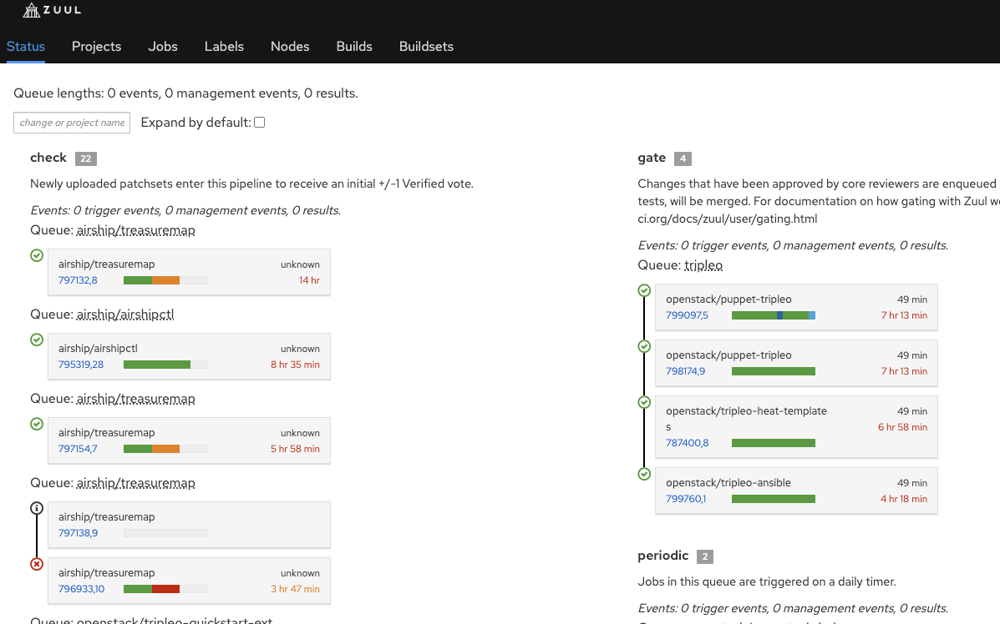 ZUUL
Status Projects Jobs Labels Nodes Builds Buildsets
Queue lengths: 0 events, 0 management events, 0 results.
change or project name Expand by default:
check 22
Newly uploaded patchsets enter this pipeline to receive an initial +/-1 Verified vote.
Events: 0 trigger events, 0 management events, 0 results.
Queue: airship/treasuremap
airship/treasuremap unknown
797132,8 14 hr
Queue: airship/airshipctl
airship/airshipctl unknown
795319,28 8 hr 35 min
Queue: airship/treasuremap
airship/treasuremap unknown
797154,7 5 hr 58 min
Queue: airship/treasuremap
airship/treasuremap
797138,9
airship/treasuremap unknown
796933,10 3 hr 47 min
Queue: openstack/tripleo-quickstart-ext
gate 4
Changes that have been approved by core reviewers are enqueued
tests, will be merged. For documentation on how gating with Zuul
ci.org/docs/zuul/user/gating.html
Events: 0 trigger events, 0 management events, 0 results.
Queue: tripleo
openstack/puppet-tripleo 49 min
799097,5 7 hr 13 min
openstack/puppet-tripleo 49 min
798174,9 7 hr 13 min
openstack/tripleo-heat-template 49 min
s 6 hr 58 min
787400,8
openstack/tripleo-ansible 49 min
799760,1 4 hr 18 min
periodic 2
Jobs in this queue are triggered on a daily timer.
Events: 0 trigger events, 0 management events, 0 results.